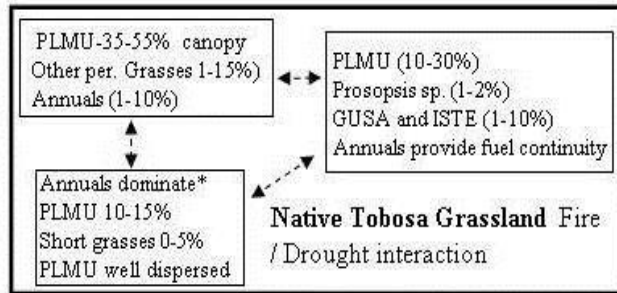 PLMU-35-55% canopy
Other per. Grasses 1-15%)
Annuals (1-10%)
PLMU (10-30%)
Prosopsis sp. (1-2%)
GUSA and ISTE (1-10%)
Annuals provide fuel continuity
Annuals dominate*
PLMU 10-15%
Short grasses 0-5%
PLMU well dispersed
Native Tobosa Grassland Fire
/ Drought interaction